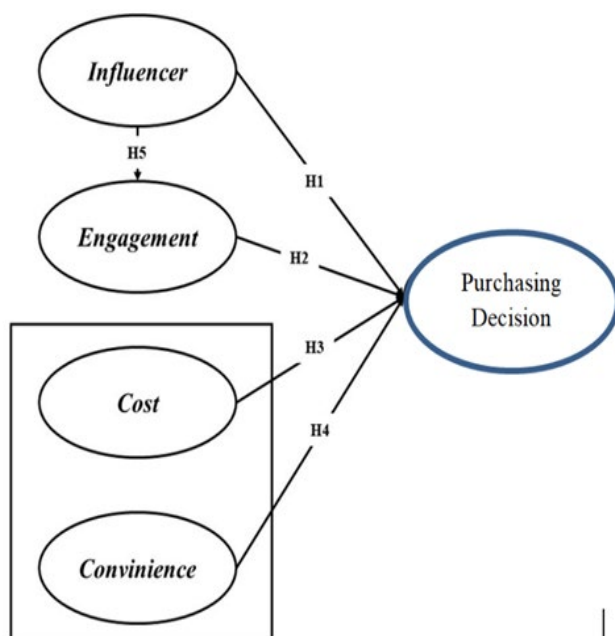 Influencer
H5
H1
Engagement
H2
Purchasing
Decision
H3
Cost
H4
Convinience